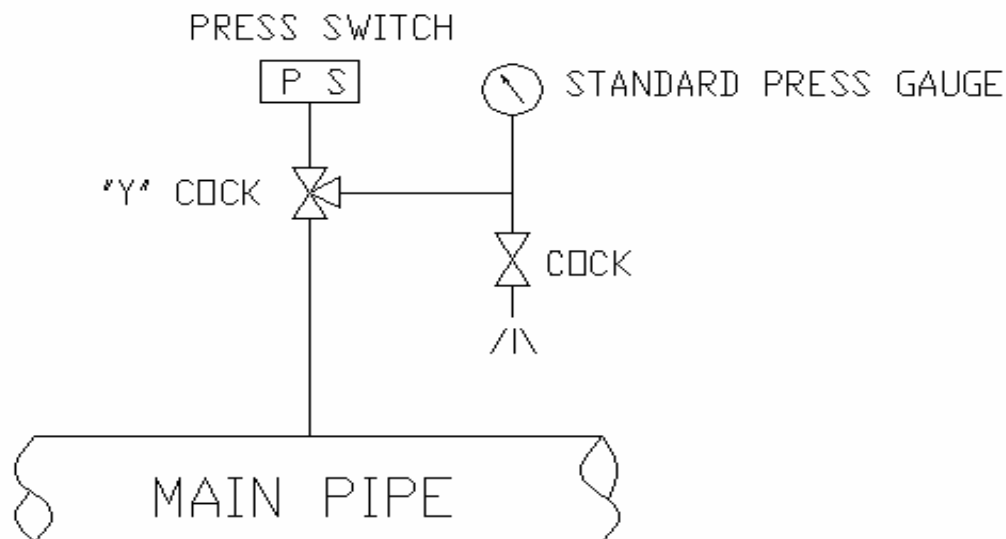 PRESS SWITCH
P S
STANDARD PRESS GAUGE
"Y" COCK
COCK
MAIN PIPE